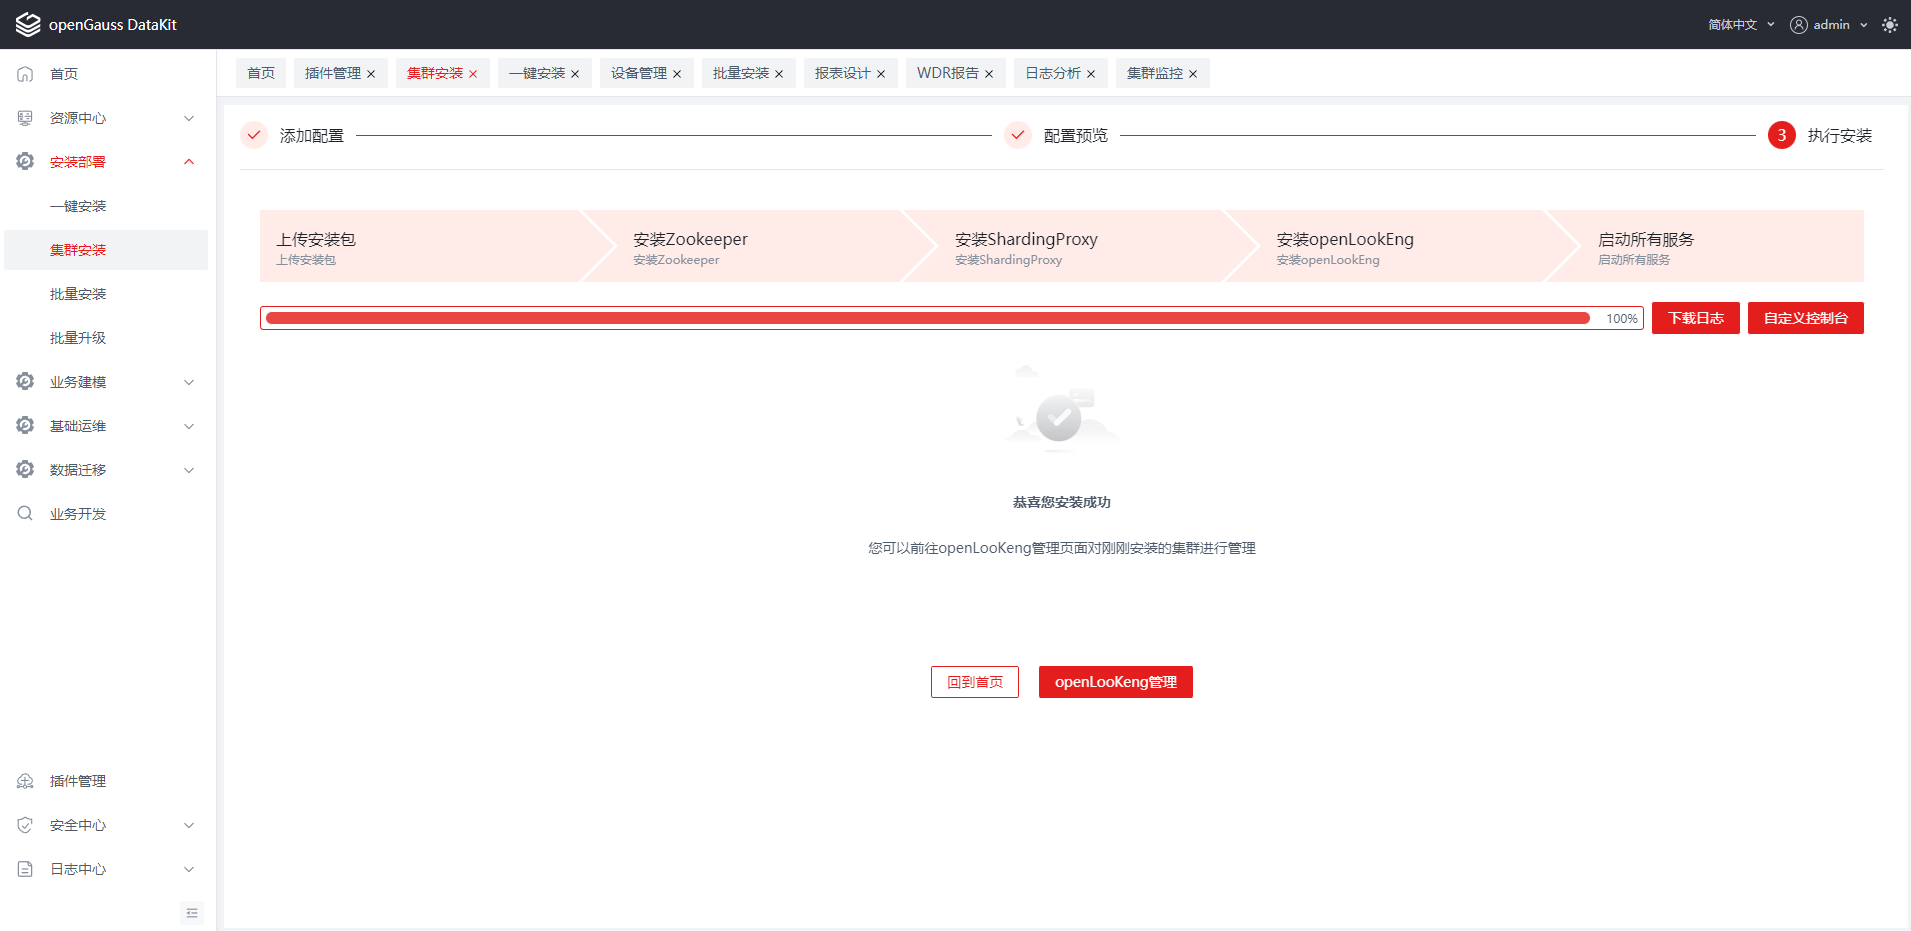 openGauss DataKit
简体中文
admin
首页
资源中心
安装部署
一键安装
集群安装
批量安装
批量升级
业务建模
基础运维
数据迁移
业务开发
插件管理
安全中心
日志中心
首页 插件管理 集群安装 一键安装 设备管理 批量安装 报表设计 WDR报告 日志分析 集群监控
添加配置 配置预览 3 执行安装
上传安装包 安装Zookeeper 安装ShardingProxy 安装openLookEng 启动所有服务
上传安装包 安装Zookeeper 安装ShardingProxy 安装openLookEng 启动所有服务
100% 下载日志 自定义控制台
恭喜您安装成功
您可以前往openLooKeng管理页面对刚刚安装的集群进行管理
回到首页 openLooKeng管理